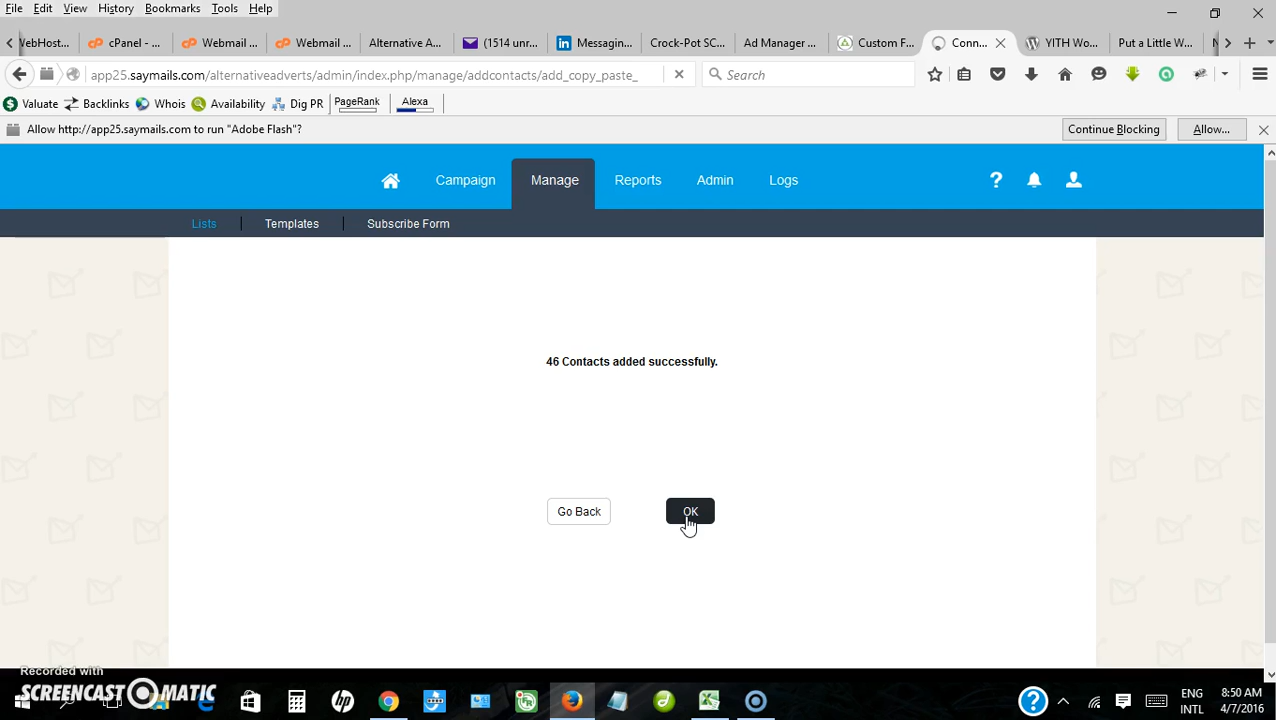 File Edit View History Bookmarks Tools Help
WebHost... cPanel - ... Webmail ... Webmail ... Alternative A... (1514 unr... Messagin... Crock-Pot SC... Ad Manager ... Custom F... Conn... YITH Wo... Put a Little W...
app25.saymails.com/alternativeadverts/admin/index.php/manage/addcontacts/add_copy_paste_ Search
Valuate Backlinks Whois Availability Dig PR PageRank Alexa
Allow http://app25.saymails.com to run "Adobe Flash"? Continue Blocking Allow...
Campaign Manage Reports Admin Logs ?
Lists Templates Subscribe Form
46 Contacts added successfully.
Go Back OK
Recorded with
SCREENCAST-O-MATIC
ENG 8:50 AM
INTL 4/7/2016